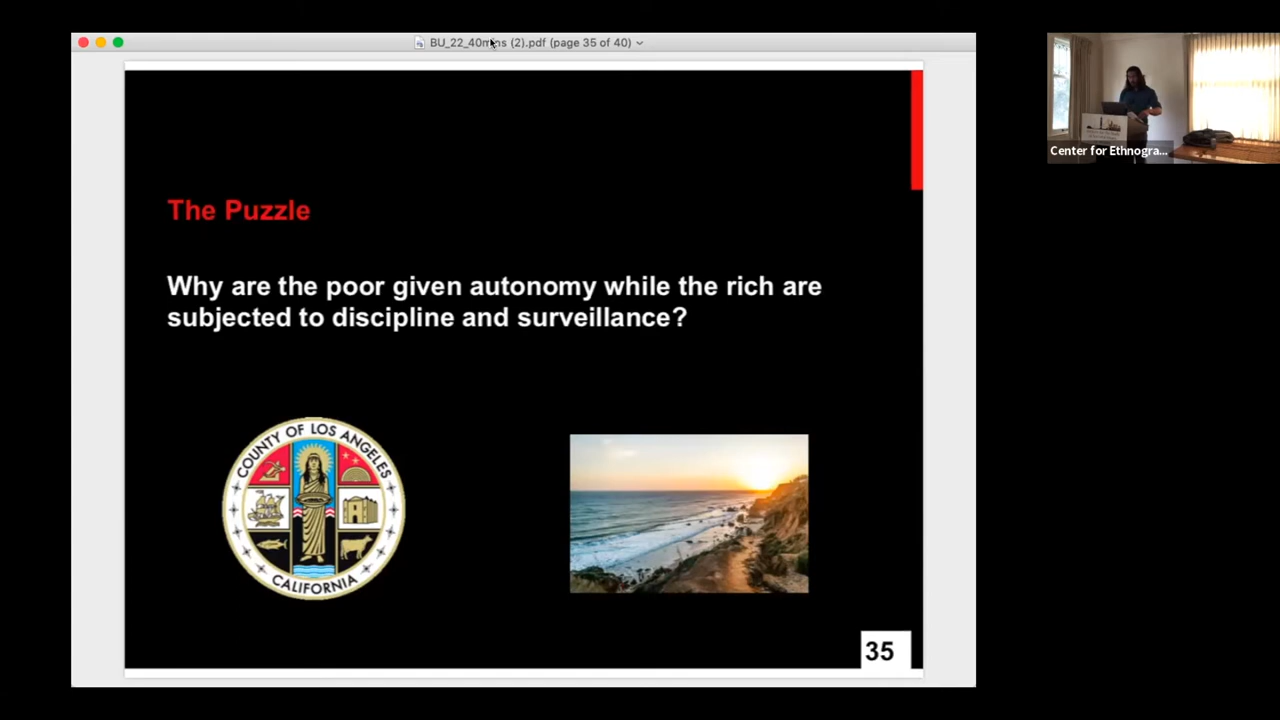 BU_22_40mins (2).pdf (page 35 of 40)
Center for Ethnogra...
The Puzzle
Why are the poor given autonomy while the rich are
subjected to discipline and surveillance?
COUNTY OF LOS ANGELES
CALIFORNIA
35